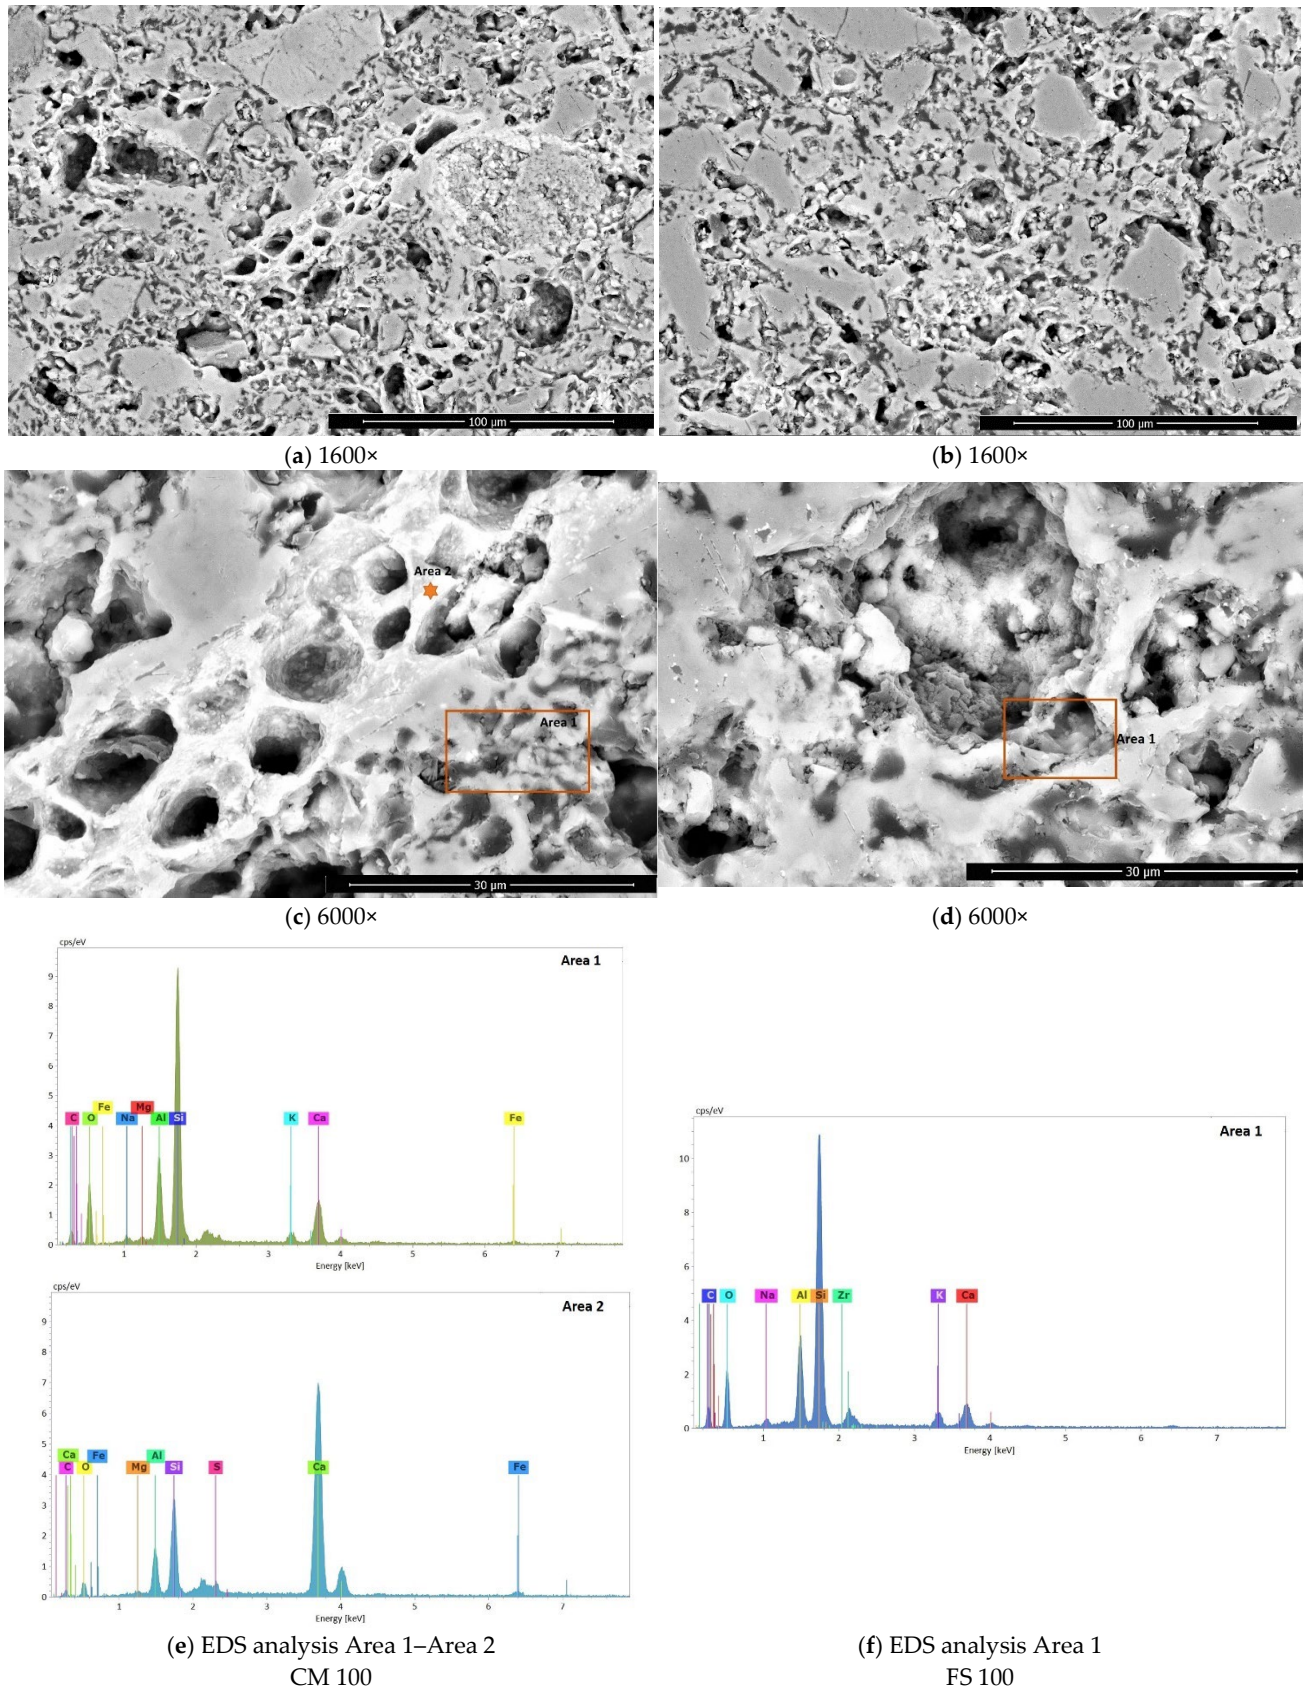 100 µm
100 µm
(a) 1600×
(b) 1600×
Area 2
Area 1
30 µm
Area 1
30 µm
(c) 6000×
(d) 6000×
cps/eV
Area 1
9
8
7
6
5
4
3
2
1
0
C O Fe Na Mg Al Si K Ca Fe
1 2 3 4 5 6 7
Energy [keV]
cps/eV
Area 2
9
8
7
6
5
4
3
2
1
0
Ca C O Fe Mg Al Si S Ca Fe
1 2 3 4 5 6 7
Energy [keV]
(e) EDS analysis Area 1–Area 2
CM 100
cps/eV
Area 1
10
8
6
4
2
0
C O Na Al Si Zr K Ca
1 2 3 4 5 6 7
Energy [keV]
(f) EDS analysis Area 1
FS 100